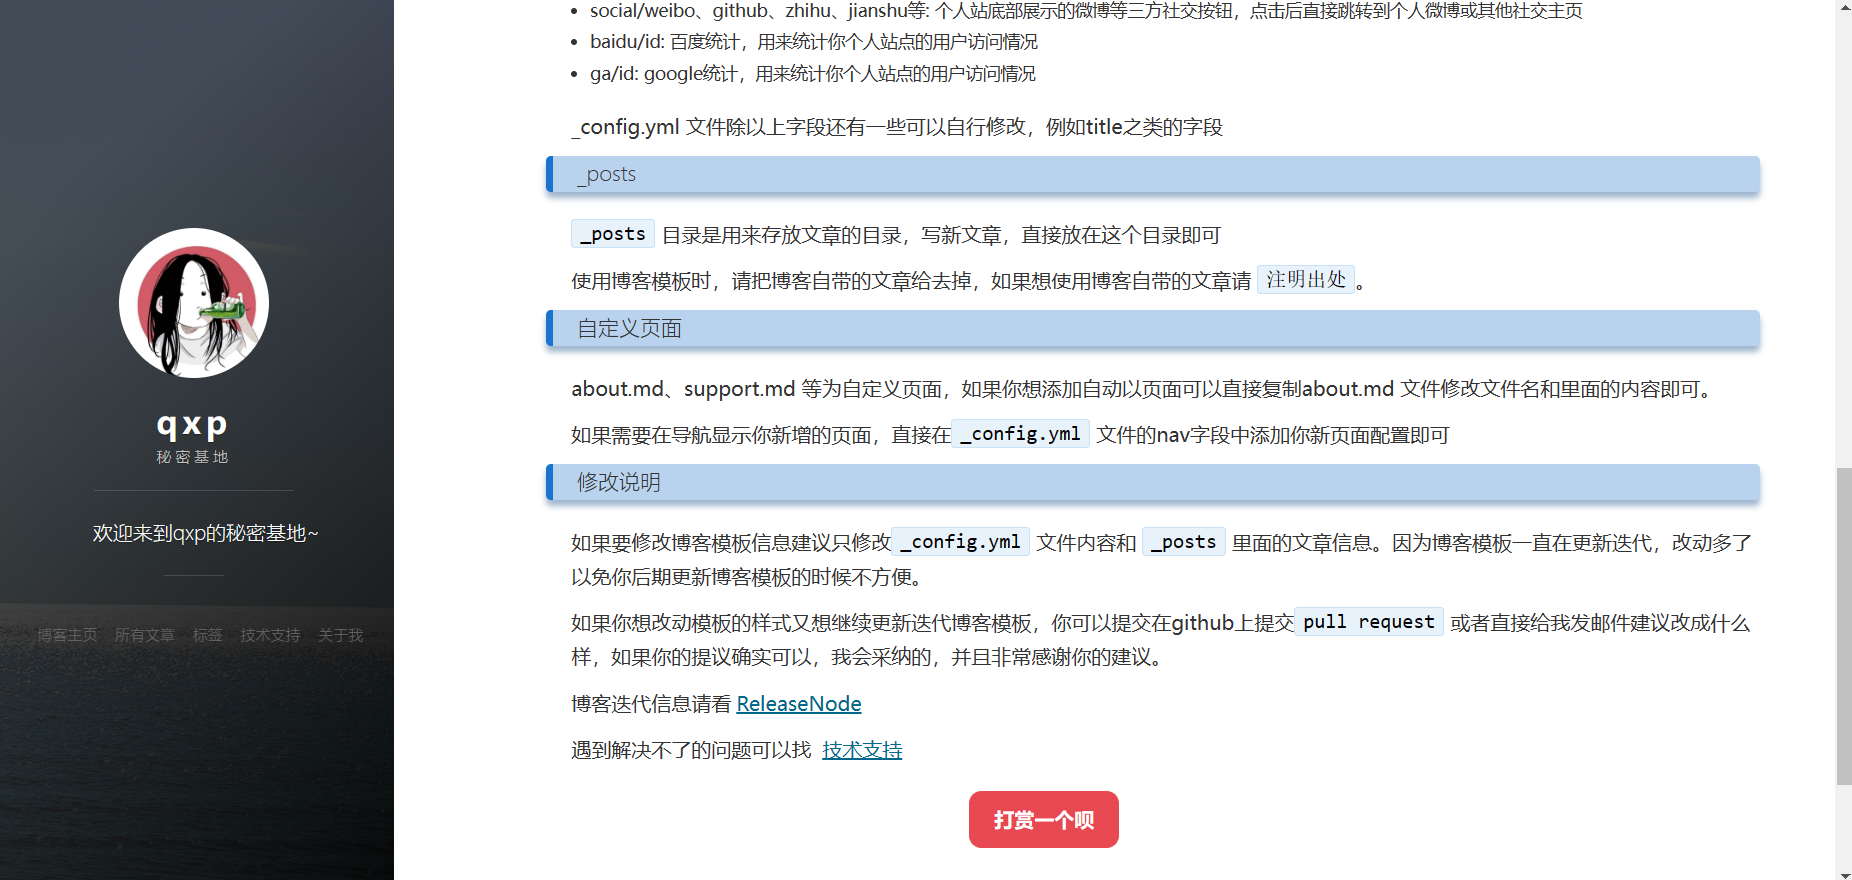 qxp
秘密基地
欢迎来到qxp的秘密基地~
博客主页 所有文章 标签 技术支持 关于我
social/weibo、github、zhihu、jianshu等: 个人站底部展示的微博等三方社交按钮，点击后直接跳转到个人微博或其他社交主页
baidu/id: 百度统计，用来统计你个人站点的用户访问情况
ga/id: google统计，用来统计你个人站点的用户访问情况
_config.yml 文件除以上字段还有一些可以自行修改，例如title之类的字段
_posts
_posts 目录是用来存放文章的目录，写新文章，直接放在这个目录即可
使用博客模板时，请把博客自带的文章给去掉，如果想使用博客自带的文章请 注明出处 。
自定义页面
about.md、support.md 等为自定义页面，如果你想添加自动以页面可以直接复制about.md 文件修改文件名和里面的内容即可。
如果需要在导航显示你新增的页面，直接在 _config.yml 文件的nav字段中添加你新页面配置即可
修改说明
如果要修改博客模板信息建议只修改 _config.yml 文件内容和 _posts 里面的文章信息。因为博客模板一直在更新迭代，改动多了
以免你后期更新博客模板的时候不方便。
如果你想改动模板的样式又想继续更新迭代博客模板，你可以提交在github上提交 pull request 或者直接给我发邮件建议改成什么
样，如果你的提议确实可以，我会采纳的，并且非常感谢你的建议。
博客迭代信息请看 ReleaseNode
遇到解决不了的问题可以找 技术支持
打赏一个呗